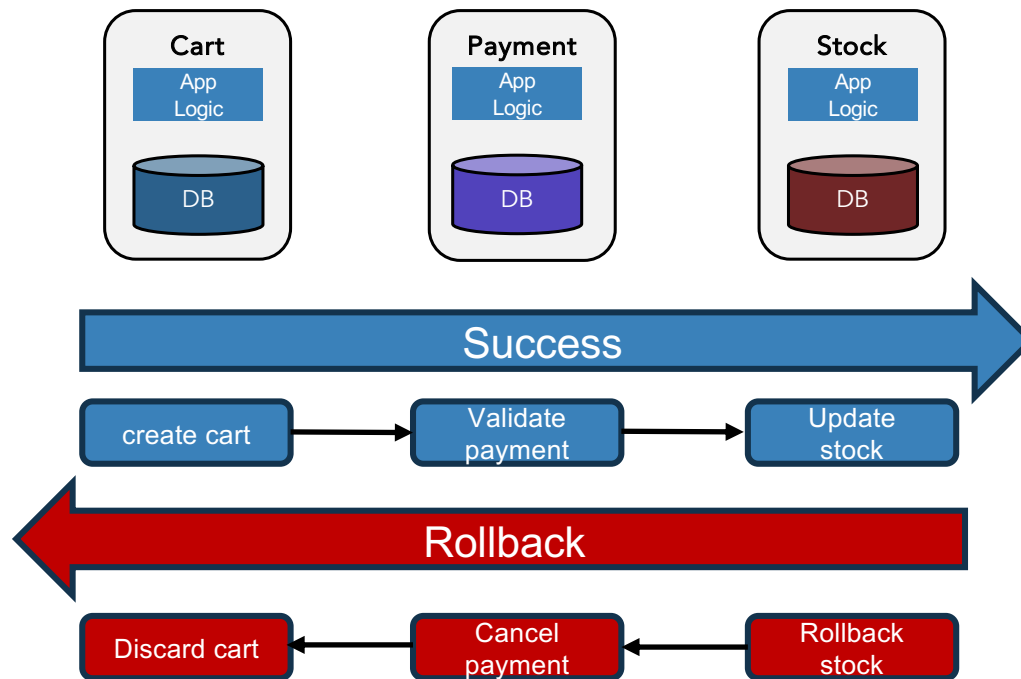 Cart
App
Logic
DB
Payment
App
Logic
DB
Stock
App
Logic
DB
Success
create cart
Validate
payment
Update
stock
Rollback
Discard cart
Cancel
payment
Rollback
stock